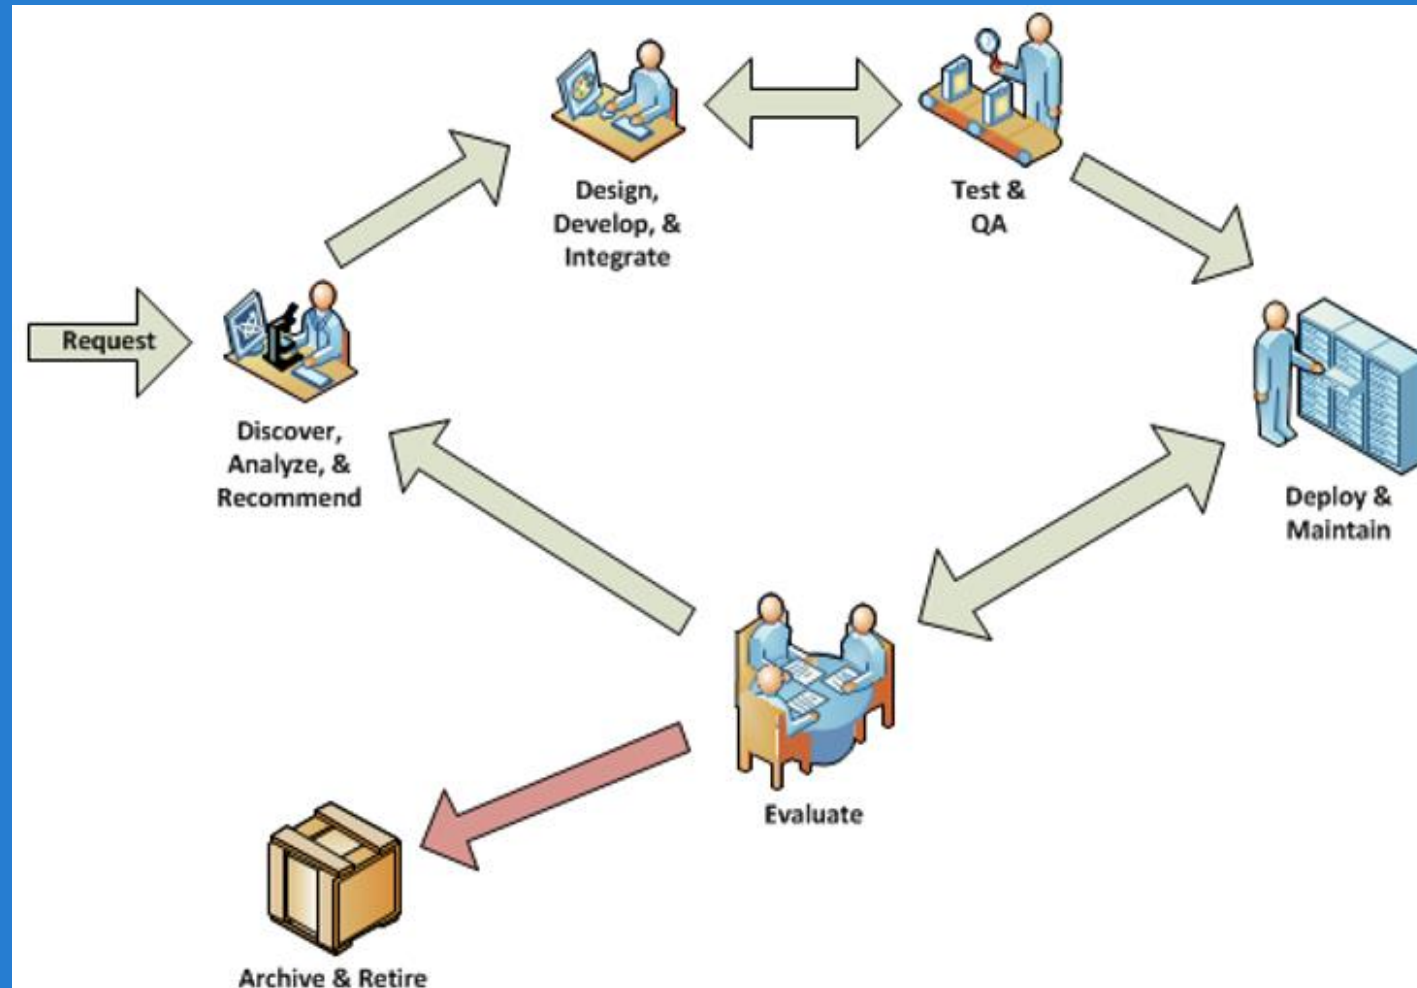 Request
Discover,
Analyze, &
Recommend
Design,
Develop, &
Integrate
Test &
QA
Deploy &
Maintain
Evaluate
Archive & Retire